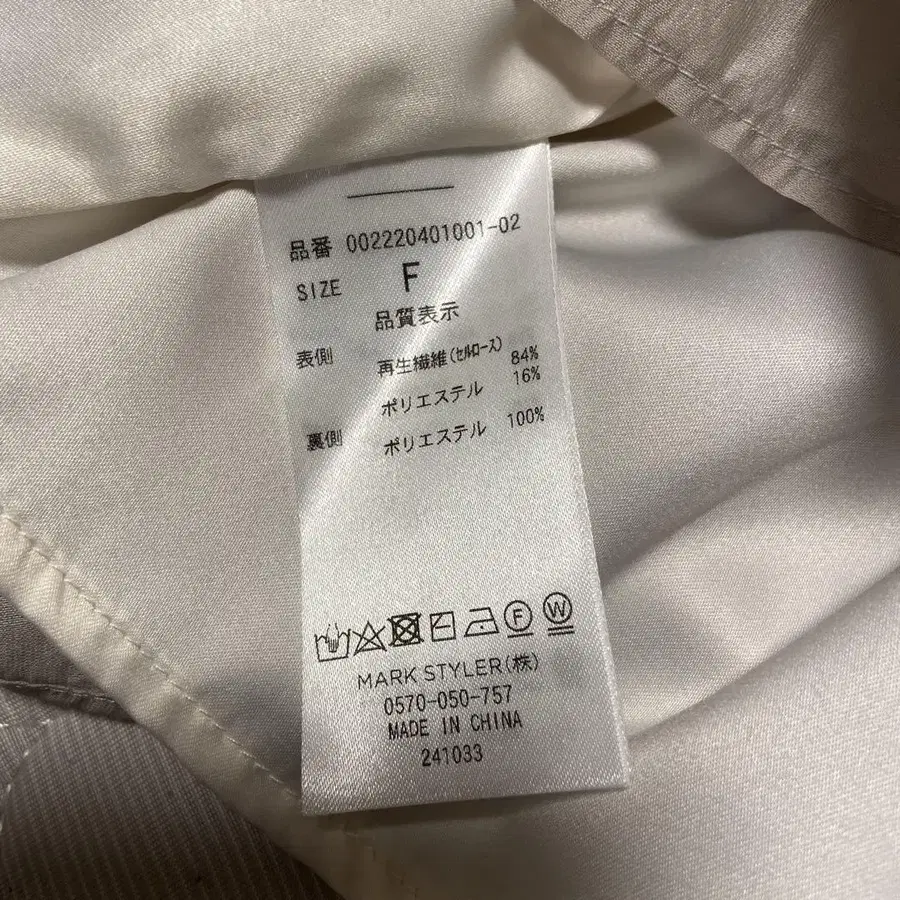 品番 002220401001-02
SIZE F
品質表示
表側 再生繊維(ｾﾙﾛｰｽ) 84%
ポリエステル 16%
裏側 ポリエステル 100%
F W
MARK STYLER(株)
0570-050-757
MADE IN CHINA
241033